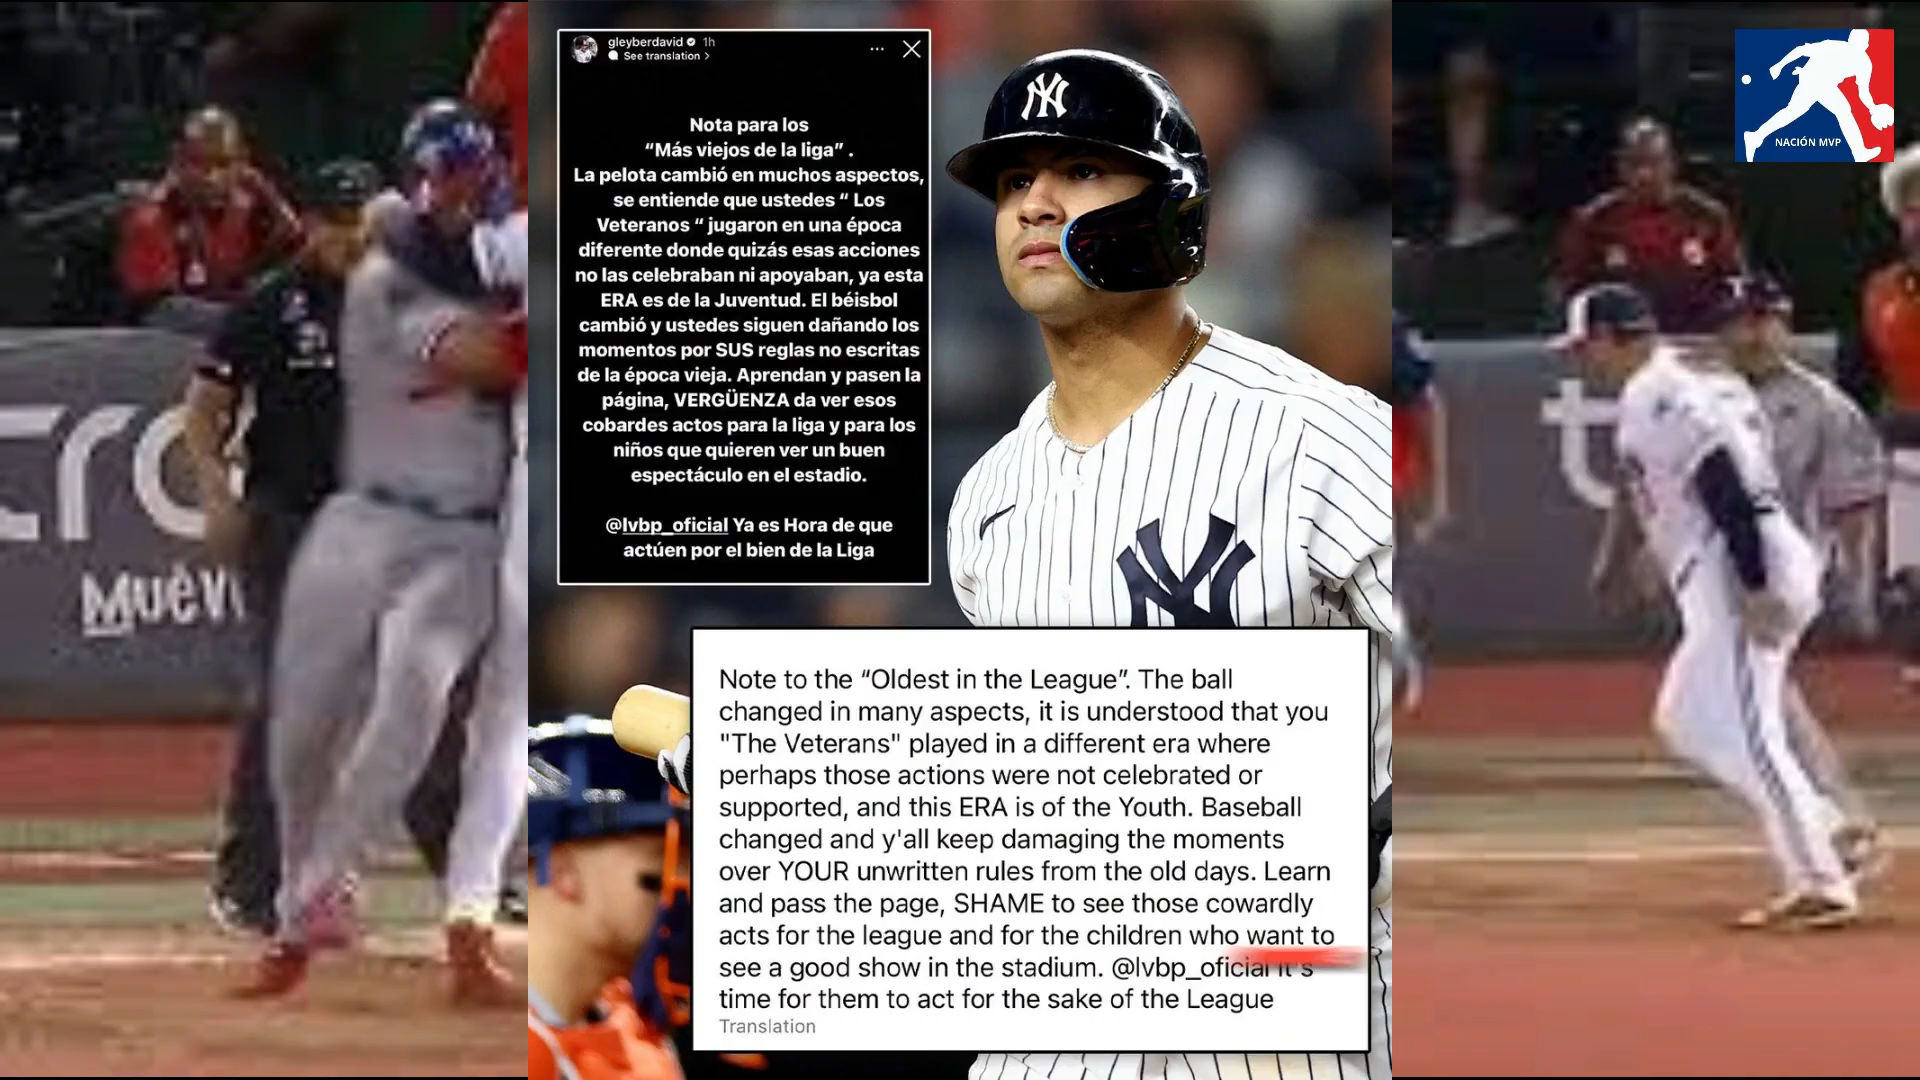 gleyberdavid 1h
See translation >
Nota para los
“Más viejos de la liga” .
La pelota cambió en muchos aspectos,
se entiende que ustedes “ Los
Veteranos “ jugaron en una época
diferente donde quizás esas acciones
no las celebraban ni apoyaban, ya esta
ERA es de la Juventud. El béisbol
cambió y ustedes siguen dañando los
momentos por SUS reglas no escritas
de la época vieja. Aprendan y pasen la
página, VERGÜENZA da ver esos
cobardes actos para la liga y para los
niños que quieren ver un buen
espectáculo en el estadio.
@lvbp_oficial Ya es Hora de que
actúen por el bien de la Liga
NY
NY
NACIÓN MVP
Note to the “Oldest in the League”. The ball
changed in many aspects, it is understood that you
"The Veterans" played in a different era where
perhaps those actions were not celebrated or
supported, and this ERA is of the Youth. Baseball
changed and y'all keep damaging the moments
over YOUR unwritten rules from the old days. Learn
and pass the page, SHAME to see those cowardly
acts for the league and for the children who want to
see a good show in the stadium. @lvbp_oficial it's
time for them to act for the sake of the League
Translation